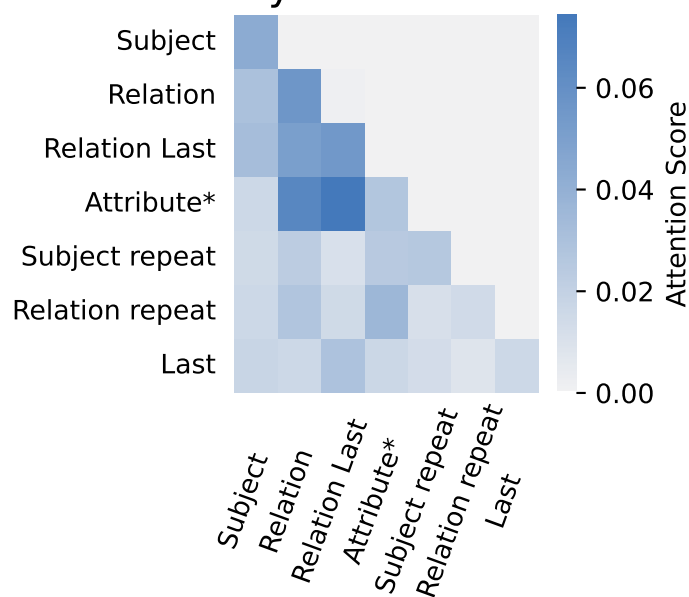 Subject
Relation
Relation Last
Attribute*
Subject repeat
Relation repeat
Last
0.06
0.04
0.02
0.00
Attention Score
Subject
Relation
Relation Last
Attribute*
Subject repeat
Relation repeat
Last